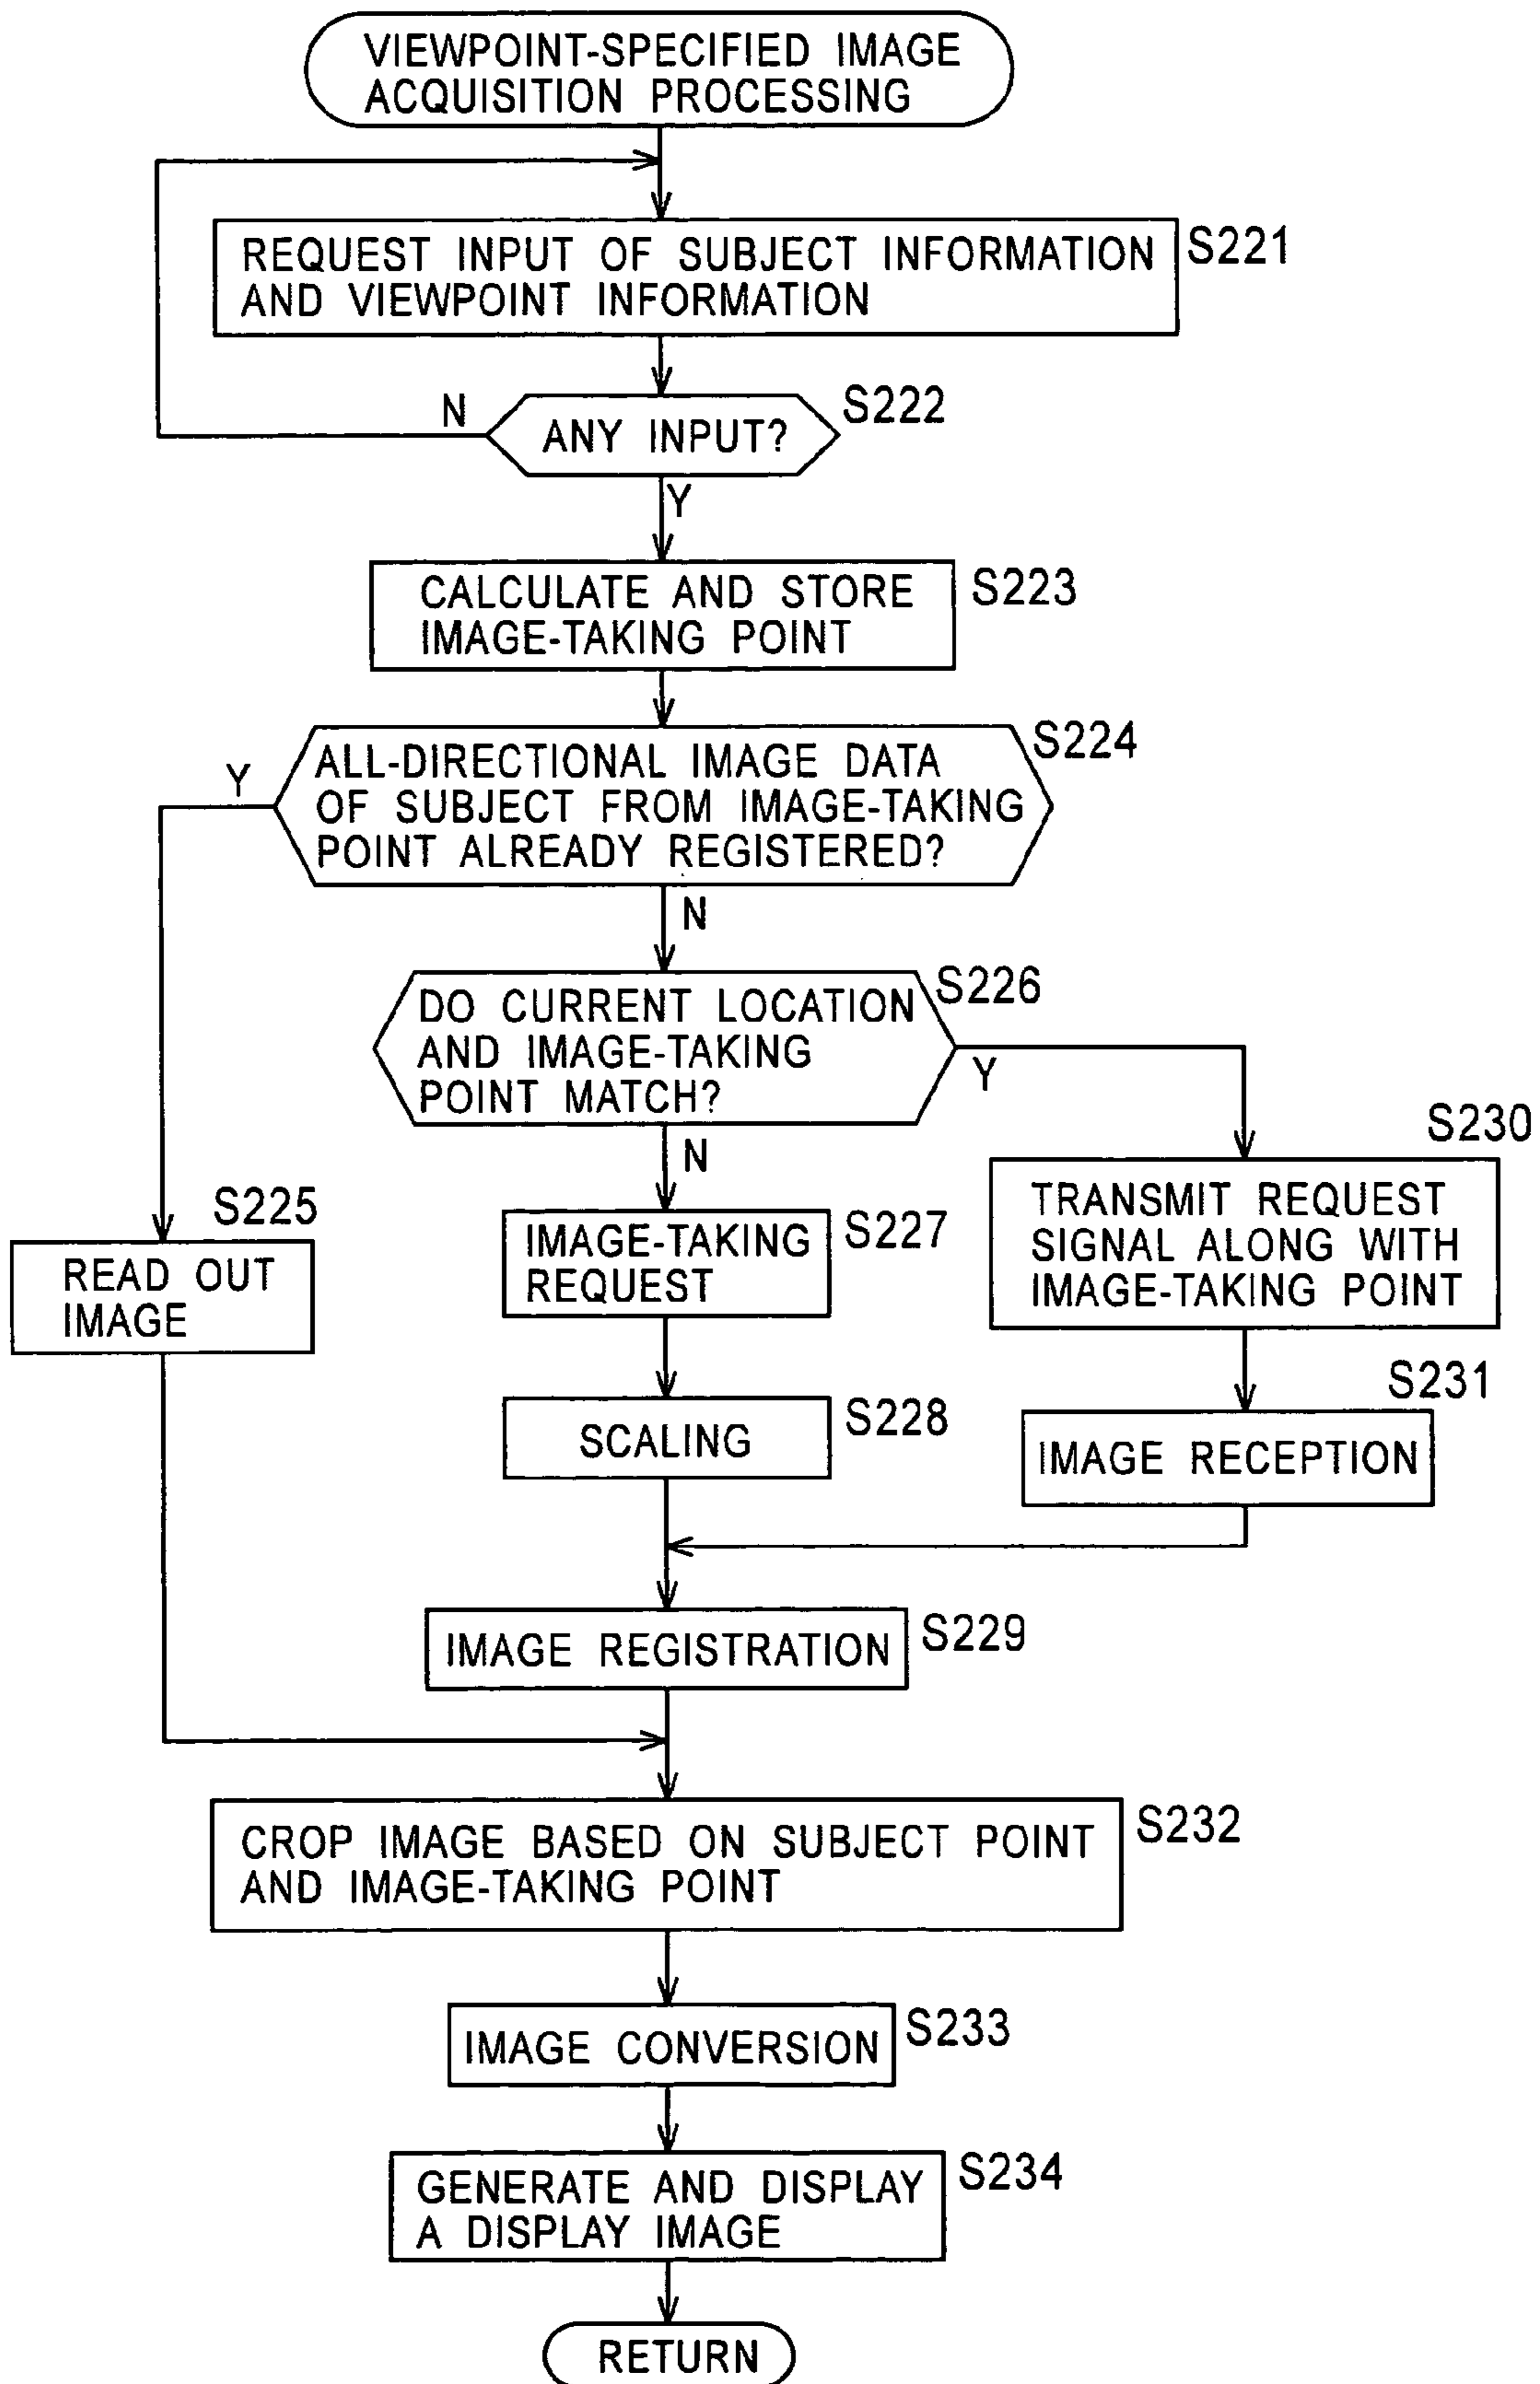 VIEWPOINT-SPECIFIED IMAGE
ACQUISITION PROCESSING
REQUEST INPUT OF SUBJECT INFORMATION
AND VIEWPOINT INFORMATION
S221
N
ANY INPUT?
S222
Y
CALCULATE AND STORE
IMAGE-TAKING POINT
S223
Y
ALL-DIRECTIONAL IMAGE DATA
OF SUBJECT FROM IMAGE-TAKING
POINT ALREADY REGISTERED?
S224
N
DO CURRENT LOCATION
AND IMAGE-TAKING
POINT MATCH?
S226
Y
N
S225
READ OUT
IMAGE
IMAGE-TAKING
REQUEST
S227
S230
TRANSMIT REQUEST
SIGNAL ALONG WITH
IMAGE-TAKING POINT
SCALING
S228
S231
IMAGE RECEPTION
IMAGE REGISTRATION
S229
CROP IMAGE BASED ON SUBJECT POINT
AND IMAGE-TAKING POINT
S232
IMAGE CONVERSION
S233
GENERATE AND DISPLAY
A DISPLAY IMAGE
S234
RETURN